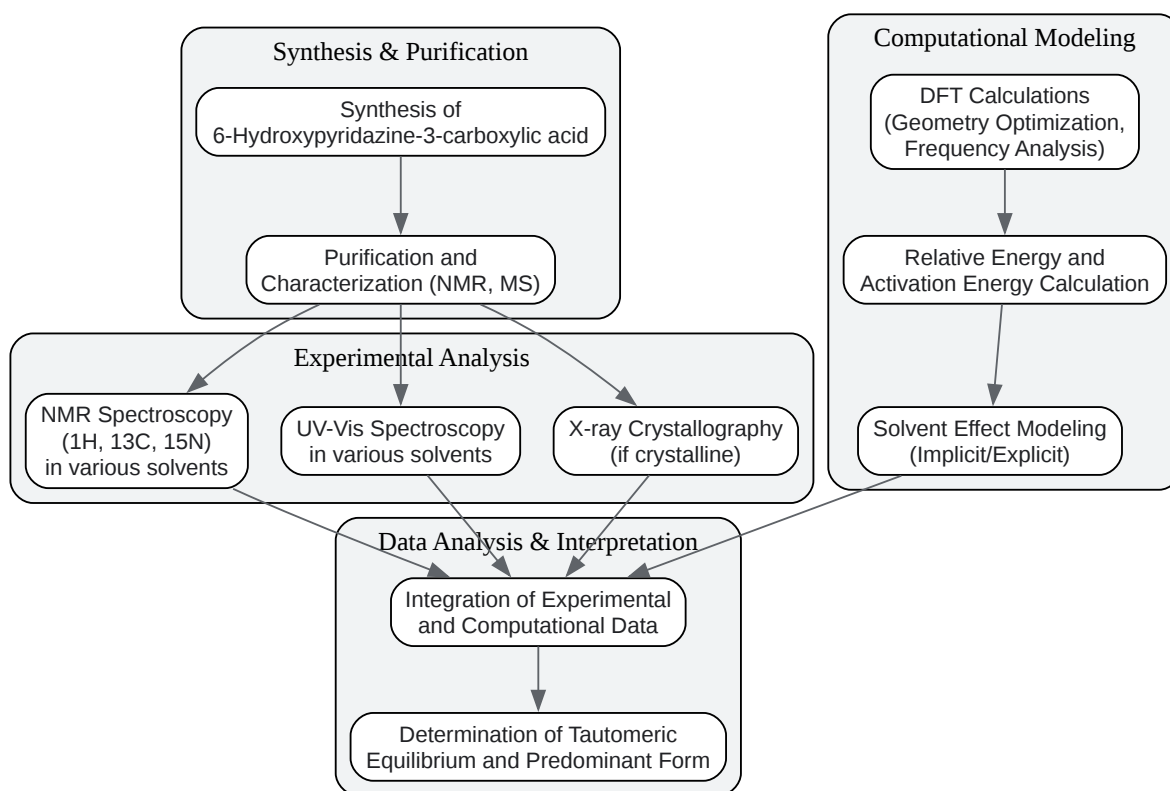 Synthesis & Purification
Synthesis of
6-Hydroxypyridazine-3-carboxylic acid
Purification and
Characterization (NMR, MS)
Computational Modeling
DFT Calculations
(Geometry Optimization,
Frequency Analysis)
Relative Energy and
Activation Energy Calculation
Solvent Effect Modeling
(Implicit/Explicit)
Experimental Analysis
NMR Spectroscopy
(1H, 13C, 15N)
in various solvents
UV-Vis Spectroscopy
in various solvents
X-ray Crystallography
(if crystalline)
Data Analysis & Interpretation
Integration of Experimental
and Computational Data
Determination of Tautomeric
Equilibrium and Predominant Form